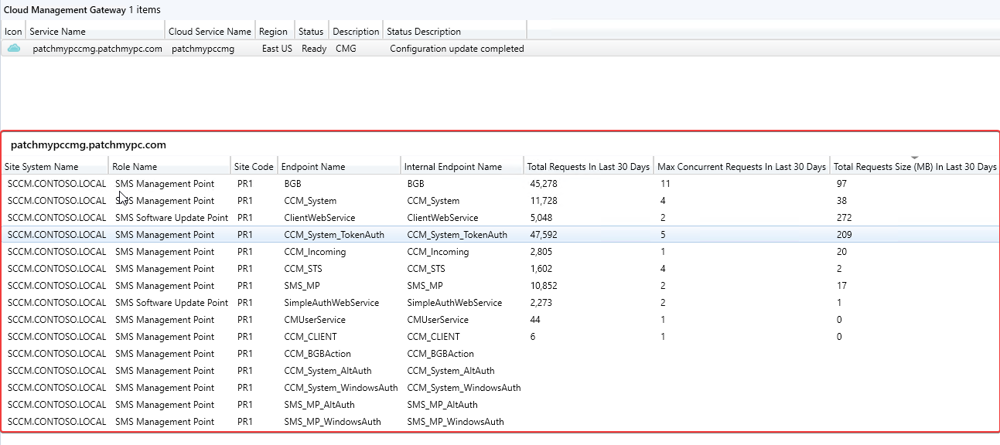 Cloud Management Gateway 1 items
Icon Service Name Cloud Service Name Region Status Description Status Description
patchmypccmg.patchmypc.com patchmypccmg East US Ready CMG Configuration update completed
patchmypccmg.patchmypc.com
Site System Name Role Name Site Code Endpoint Name Internal Endpoint Name Total Requests In Last 30 Days Max Concurrent Requests In Last 30 Days Total Requests Size (MB) In Last 30 Days
SCCM.CONTOSO.LOCAL SMS Management Point PR1 BGB BGB 45,278 11 97
SCCM.CONTOSO.LOCAL SMS Management Point PR1 CCM_System CCM_System 11,728 4 38
SCCM.CONTOSO.LOCAL SMS Software Update Point PR1 ClientWebService ClientWebService 5,048 2 272
SCCM.CONTOSO.LOCAL SMS Management Point PR1 CCM_System_TokenAuth CCM_System_TokenAuth 47,592 5 209
SCCM.CONTOSO.LOCAL SMS Management Point PR1 CCM_Incoming CCM_Incoming 2,805 1 20
SCCM.CONTOSO.LOCAL SMS Management Point PR1 CCM_STS CCM_STS 1,602 4 2
SCCM.CONTOSO.LOCAL SMS Management Point PR1 SMS_MP SMS_MP 10,852 2 17
SCCM.CONTOSO.LOCAL SMS Software Update Point PR1 SimpleAuthWebService SimpleAuthWebService 2,273 2 1
SCCM.CONTOSO.LOCAL SMS Management Point PR1 CMUserService CMUserService 44 1 0
SCCM.CONTOSO.LOCAL SMS Management Point PR1 CCM_CLIENT CCM_CLIENT 6 1 0
SCCM.CONTOSO.LOCAL SMS Management Point PR1 CCM_BGBAction CCM_BGBAction
SCCM.CONTOSO.LOCAL SMS Management Point PR1 CCM_System_AltAuth CCM_System_AltAuth
SCCM.CONTOSO.LOCAL SMS Management Point PR1 CCM_System_WindowsAuth CCM_System_WindowsAuth
SCCM.CONTOSO.LOCAL SMS Management Point PR1 SMS_MP_AltAuth SMS_MP_AltAuth
SCCM.CONTOSO.LOCAL SMS Management Point PR1 SMS_MP_WindowsAuth SMS_MP_WindowsAuth